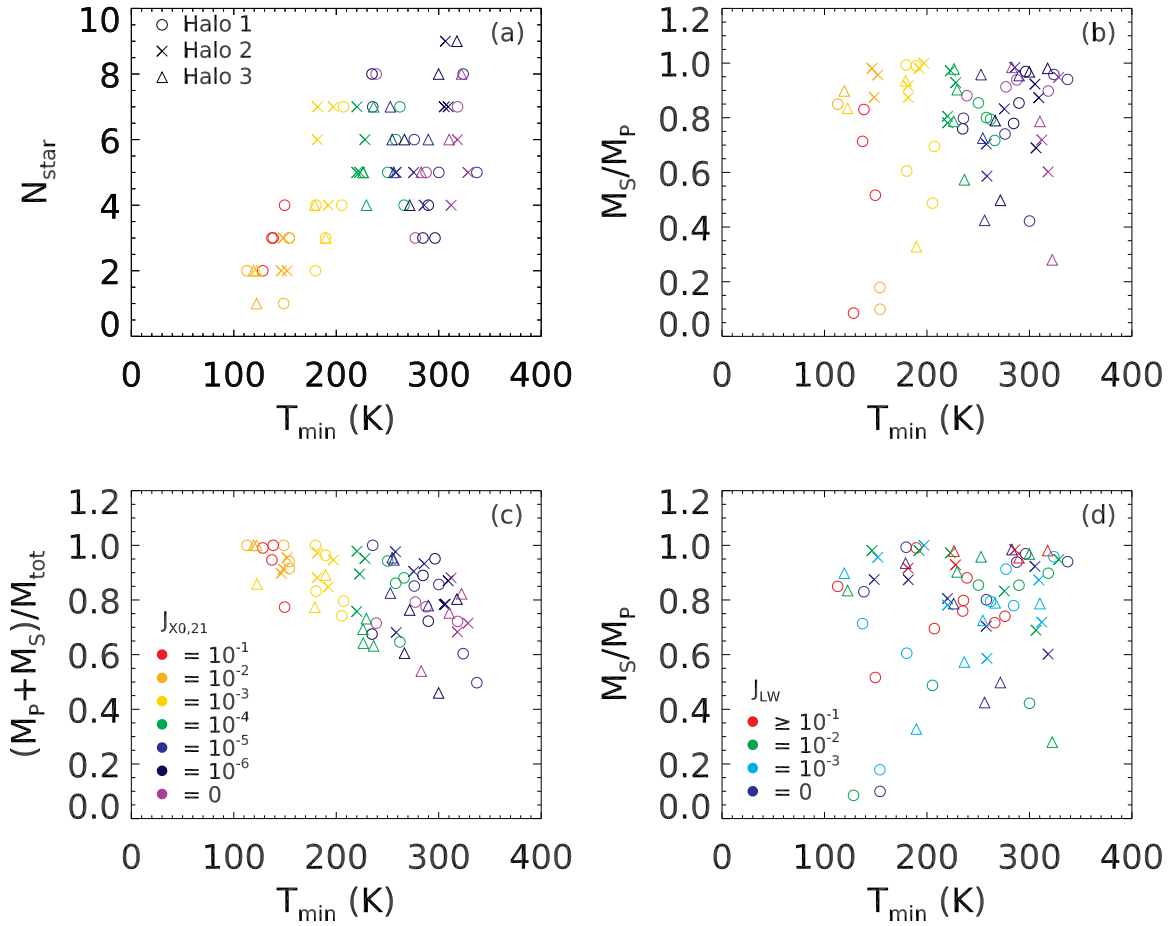 (a)
○ Halo 1
× Halo 2
△ Halo 3
N_star
10
8
6
4
2
0
0 100 200 300 400
T_min (K)
(b)
M_S/M_P
1.2
1.0
0.8
0.6
0.4
0.2
0.0
0 100 200 300 400
T_min (K)
(c)
(M_P+M_S)/M_tot
1.2
1.0
0.8
0.6
0.4
0.2
0.0
J_X0,21
= 10^-1
= 10^-2
= 10^-3
= 10^-4
= 10^-5
= 10^-6
= 0
0 100 200 300 400
T_min (K)
(d)
M_S/M_P
1.2
1.0
0.8
0.6
0.4
0.2
0.0
J_LW
≥ 10^-1
= 10^-2
= 10^-3
= 0
0 100 200 300 400
T_min (K)